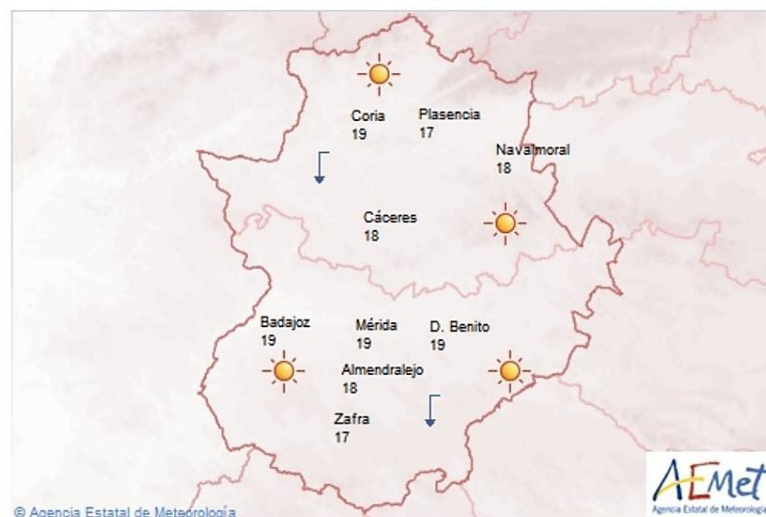 Coria
19
Plasencia
17
Navalmoral
18
Cáceres
18
Badajoz
19
Mérida
19
D. Benito
19
Almendralejo
18
Zafra
17
© Agencia Estatal de Meteorología
AEMet
Agencia Estatal de Meteorología